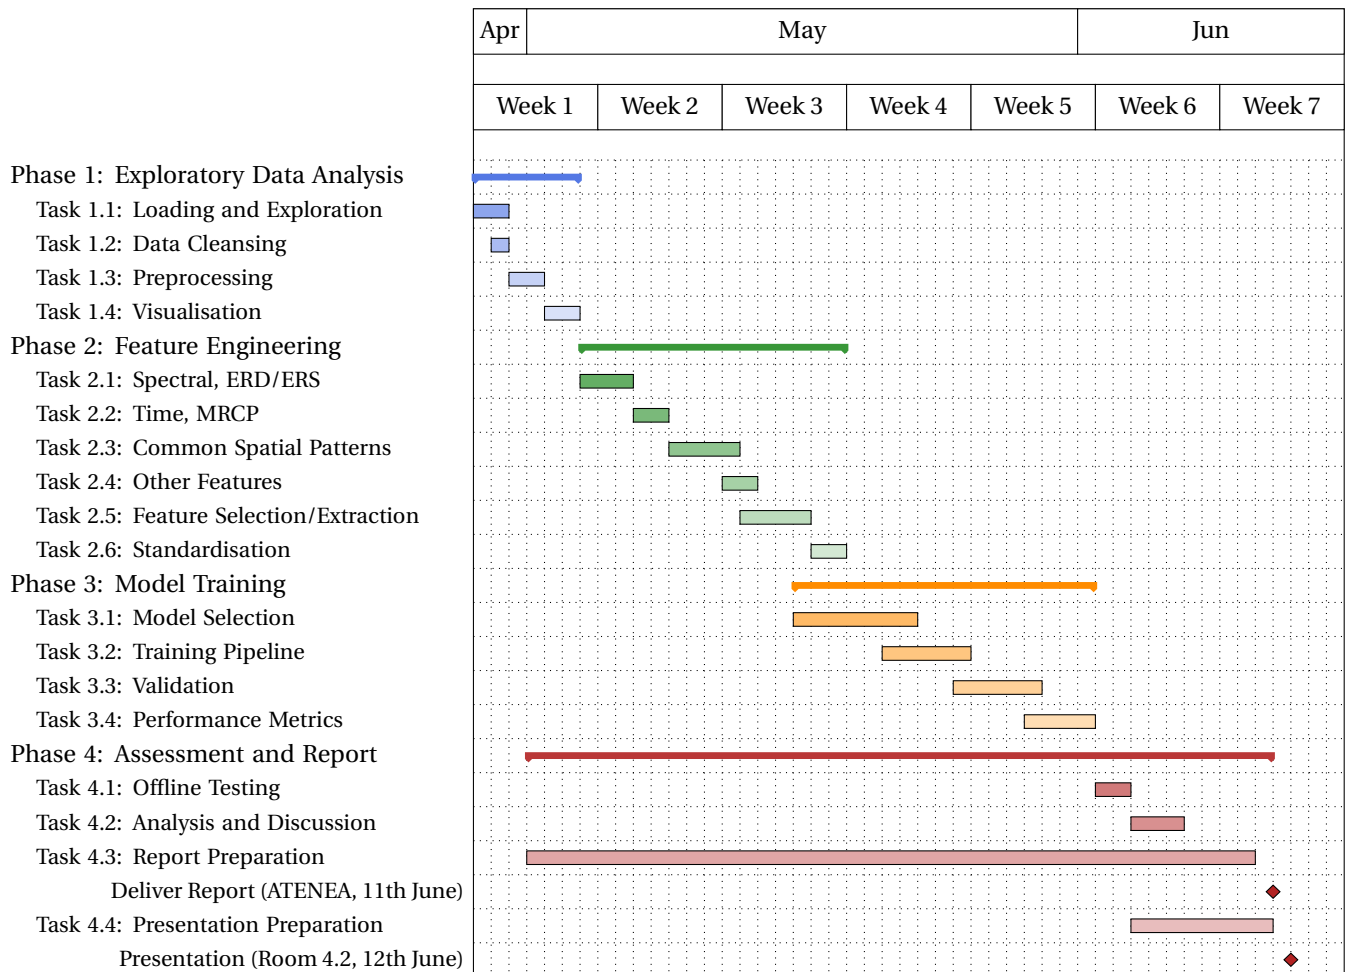 Apr May Jun
Week 1 Week 2 Week 3 Week 4 Week 5 Week 6 Week 7
Phase 1: Exploratory Data Analysis
Task 1.1: Loading and Exploration
Task 1.2: Data Cleansing
Task 1.3: Preprocessing
Task 1.4: Visualisation
Phase 2: Feature Engineering
Task 2.1: Spectral, ERD/ERS
Task 2.2: Time, MRCP
Task 2.3: Common Spatial Patterns
Task 2.4: Other Features
Task 2.5: Feature Selection/Extraction
Task 2.6: Standardisation
Phase 3: Model Training
Task 3.1: Model Selection
Task 3.2: Training Pipeline
Task 3.3: Validation
Task 3.4: Performance Metrics
Phase 4: Assessment and Report
Task 4.1: Offline Testing
Task 4.2: Analysis and Discussion
Task 4.3: Report Preparation
Deliver Report (ATENEA, 11th June)
Task 4.4: Presentation Preparation
Presentation (Room 4.2, 12th June)